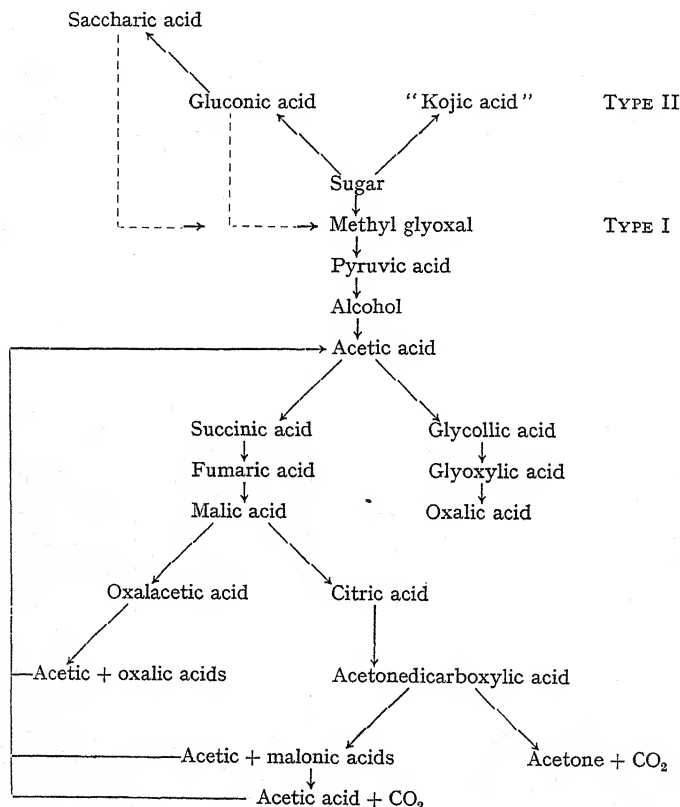 Saccharic acid
Gluconic acid "Kojic acid" TYPE II
Sugar
Methyl glyoxal TYPE I
Pyruvic acid
Alcohol
Acetic acid
Succinic acid Glycollic acid
Fumaric acid Glyoxylic acid
Malic acid Oxalic acid
Oxalacetic acid Citric acid
Acetic + oxalic acids Acetonedicarboxylic acid
Acetic + malonic acids Acetone + CO₂
Acetic acid + CO₂